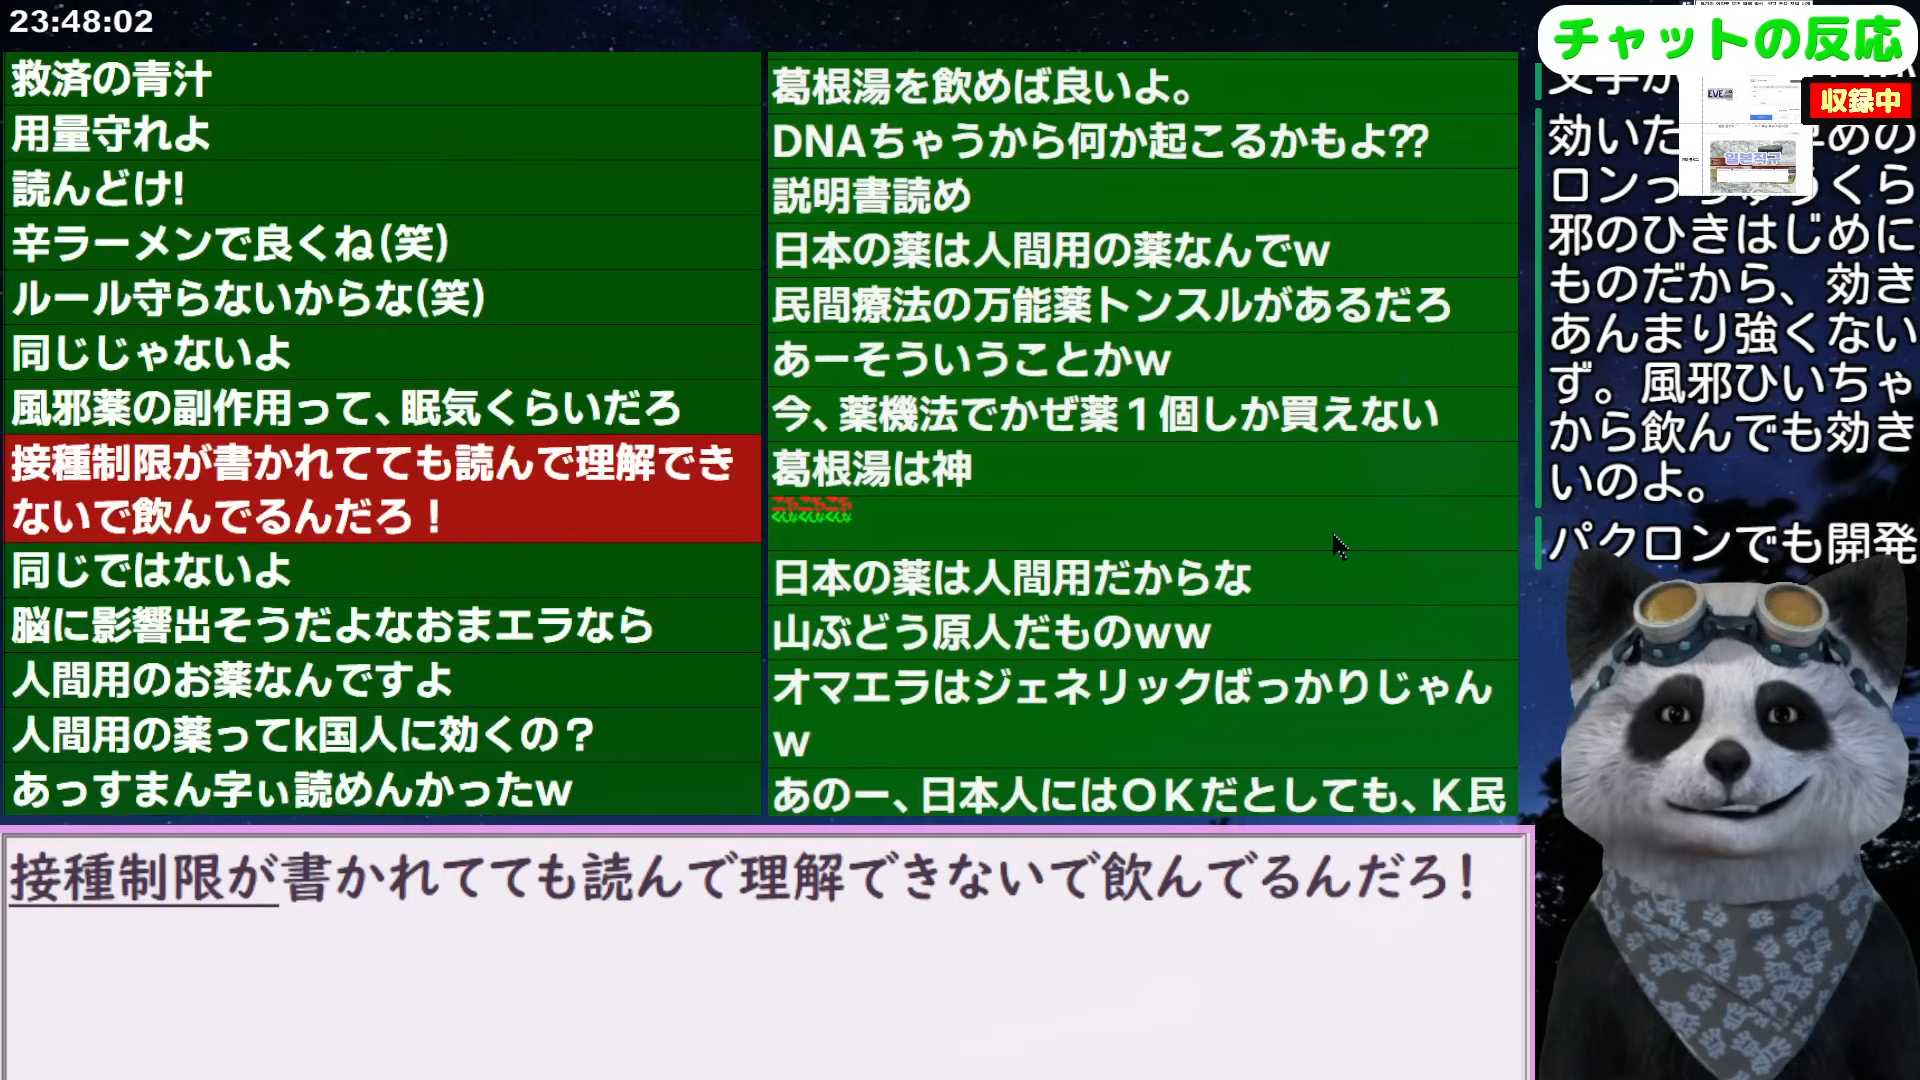 23:48:02
救済の青汁
用量守れよ
読んどけ!
辛ラーメンで良くね(笑)
ルール守らないからな(笑)
同じじゃないよ
風邪薬の副作用って、眠気くらいだろ
接種制限が書かれてても読んで理解でき
ないで飲んでるんだろ！
同じではないよ
脳に影響出そうだよなおまエラなら
人間用のお薬なんですよ
人間用の薬ってk国人に効くの？
あっすまん字ぃ読めんかったw
葛根湯を飲めば良いよ。
DNAちゃうから何か起こるかもよ??
説明書読め
日本の薬は人間用の薬なんでw
民間療法の万能薬トンスルがあるだろ
あーそういうことかw
今、薬機法でかぜ薬１個しか買えない
葛根湯は神
日本の薬は人間用だからな
山ぶどう原人だものww
オマエラはジェネリックばっかりじゃん
w
あのー、日本人にはＯＫだとしても、Ｋ民
チャットの反応
収録中
EVE
일본직구
効いた
めの
ロンっ
くら
邪のひきはじめに
ものだから、効き
あんまり強くない
ず。風邪ひいちゃ
から飲んでも効き
いのよ。
パクロンでも開発
接種制限が書かれてても読んで理解できないで飲んでるんだろ！